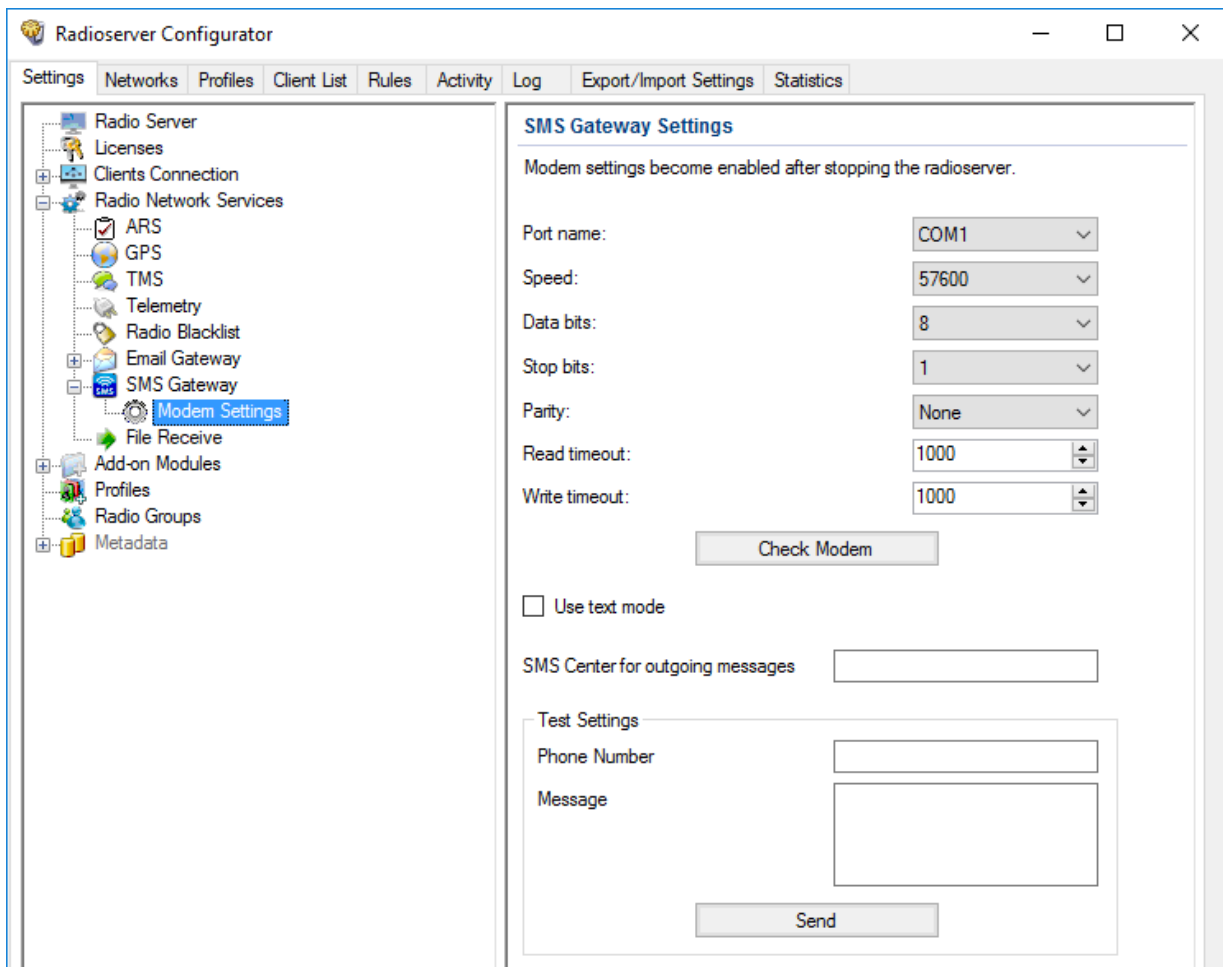 Radioserver Configurator
Settings Networks Profiles Client List Rules Activity Log Export/Import Settings Statistics
Radio Server
Licenses
Clients Connection
Radio Network Services
ARS
GPS
TMS
Telemetry
Radio Blacklist
Email Gateway
SMS Gateway
Modem Settings
File Receive
Add-on Modules
Profiles
Radio Groups
Metadata
SMS Gateway Settings
Modem settings become enabled after stopping the radioserver.
Port name: COM1
Speed: 57600
Data bits: 8
Stop bits: 1
Parity: None
Read timeout: 1000
Write timeout: 1000
Check Modem
Use text mode
SMS Center for outgoing messages
Test Settings
Phone Number
Message
Send